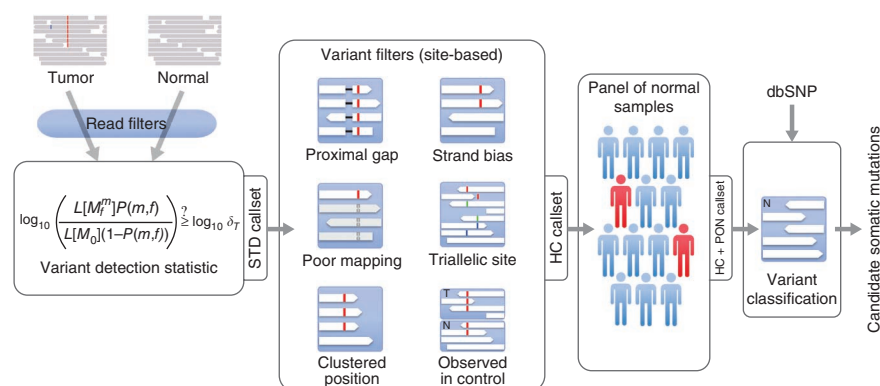 Tumor
Normal
Read filters
log10 (L[M_f^m]P(m,f) / L[M_0](1−P(m,f))) ≥? log10 δ_T
Variant detection statistic
STD callset
Variant filters (site-based)
Proximal gap
Strand bias
Poor mapping
Triallelic site
Clustered
position
T
N
Observed
in control
HC callset
Panel of normal
samples
HC + PON callset
dbSNP
N
Variant
classification
Candidate somatic mutations